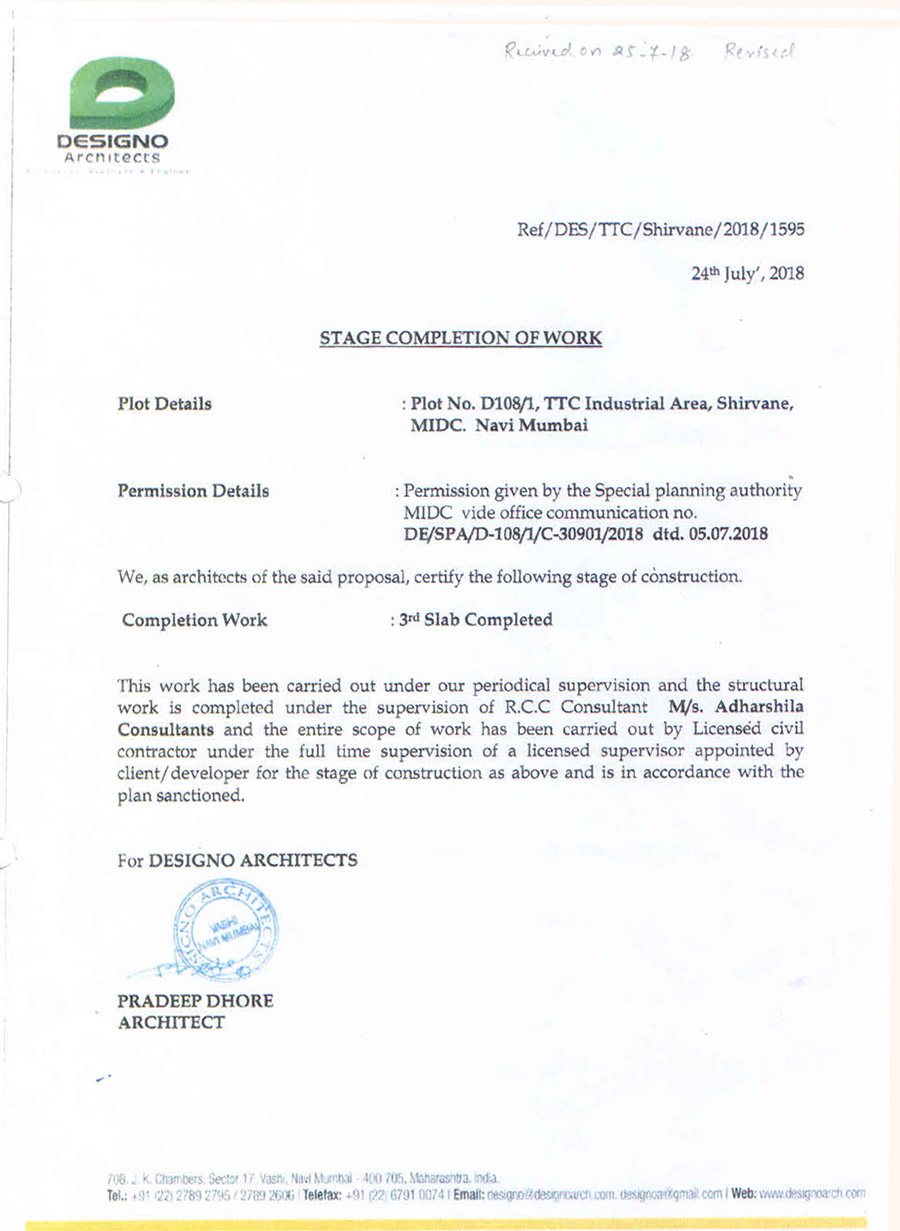 Recived on 25-7-18. Revised
DESIGNO
Architects
Ref/DES/TTC/Shirvane/2018/1595
24th July', 2018
STAGE COMPLETION OF WORK
Plot Details : Plot No. D108/1, TTC Industrial Area, Shirvane,
MIDC. Navi Mumbai
Permission Details : Permission given by the Special planning authority
MIDC vide office communication no.
DE/SPA/D-108/1/C-30901/2018 dtd. 05.07.2018
We, as architects of the said proposal, certify the following stage of construction.
Completion Work : 3rd Slab Completed
This work has been carried out under our periodical supervision and the structural
work is completed under the supervision of R.C.C Consultant M/s. Adharshila
Consultants and the entire scope of work has been carried out by Licensed civil
contractor under the full time supervision of a licensed supervisor appointed by
client/developer for the stage of construction as above and is in accordance with the
plan sanctioned.
For DESIGNO ARCHITECTS
DESIGNO ARCHITECTS
VASHI
NAVI MUMBAI
PRADEEP DHORE
ARCHITECT
706, J. K. Chambers, Sector 17, Vashi, Navi Mumbai - 400 705, Maharashtra, India.
Tel.: +91 (22) 2789 2795 / 2789 2606 | Telefax: +91 (22) 6791 0074 | Email: designo@designoarch.com, designoar@gmail.com | Web: www.designoarch.com